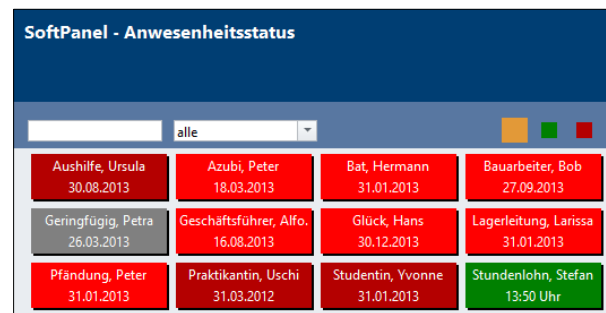 SoftPanel - Anwesenheitsstatus
alle
Aushilfe, Ursula
30.08.2013
Azubi, Peter
18.03.2013
Bat, Hermann
31.01.2013
Bauarbeiter, Bob
27.09.2013
Geringfügig, Petra
26.03.2013
Geschäftsführer, Alfo.
16.08.2013
Glück, Hans
30.12.2013
Lagerleitung, Larissa
31.01.2013
Pfändung, Peter
31.01.2013
Praktikantin, Uschi
31.03.2012
Studentin, Yvonne
31.01.2013
Stundenlohn, Stefan
13:50 Uhr